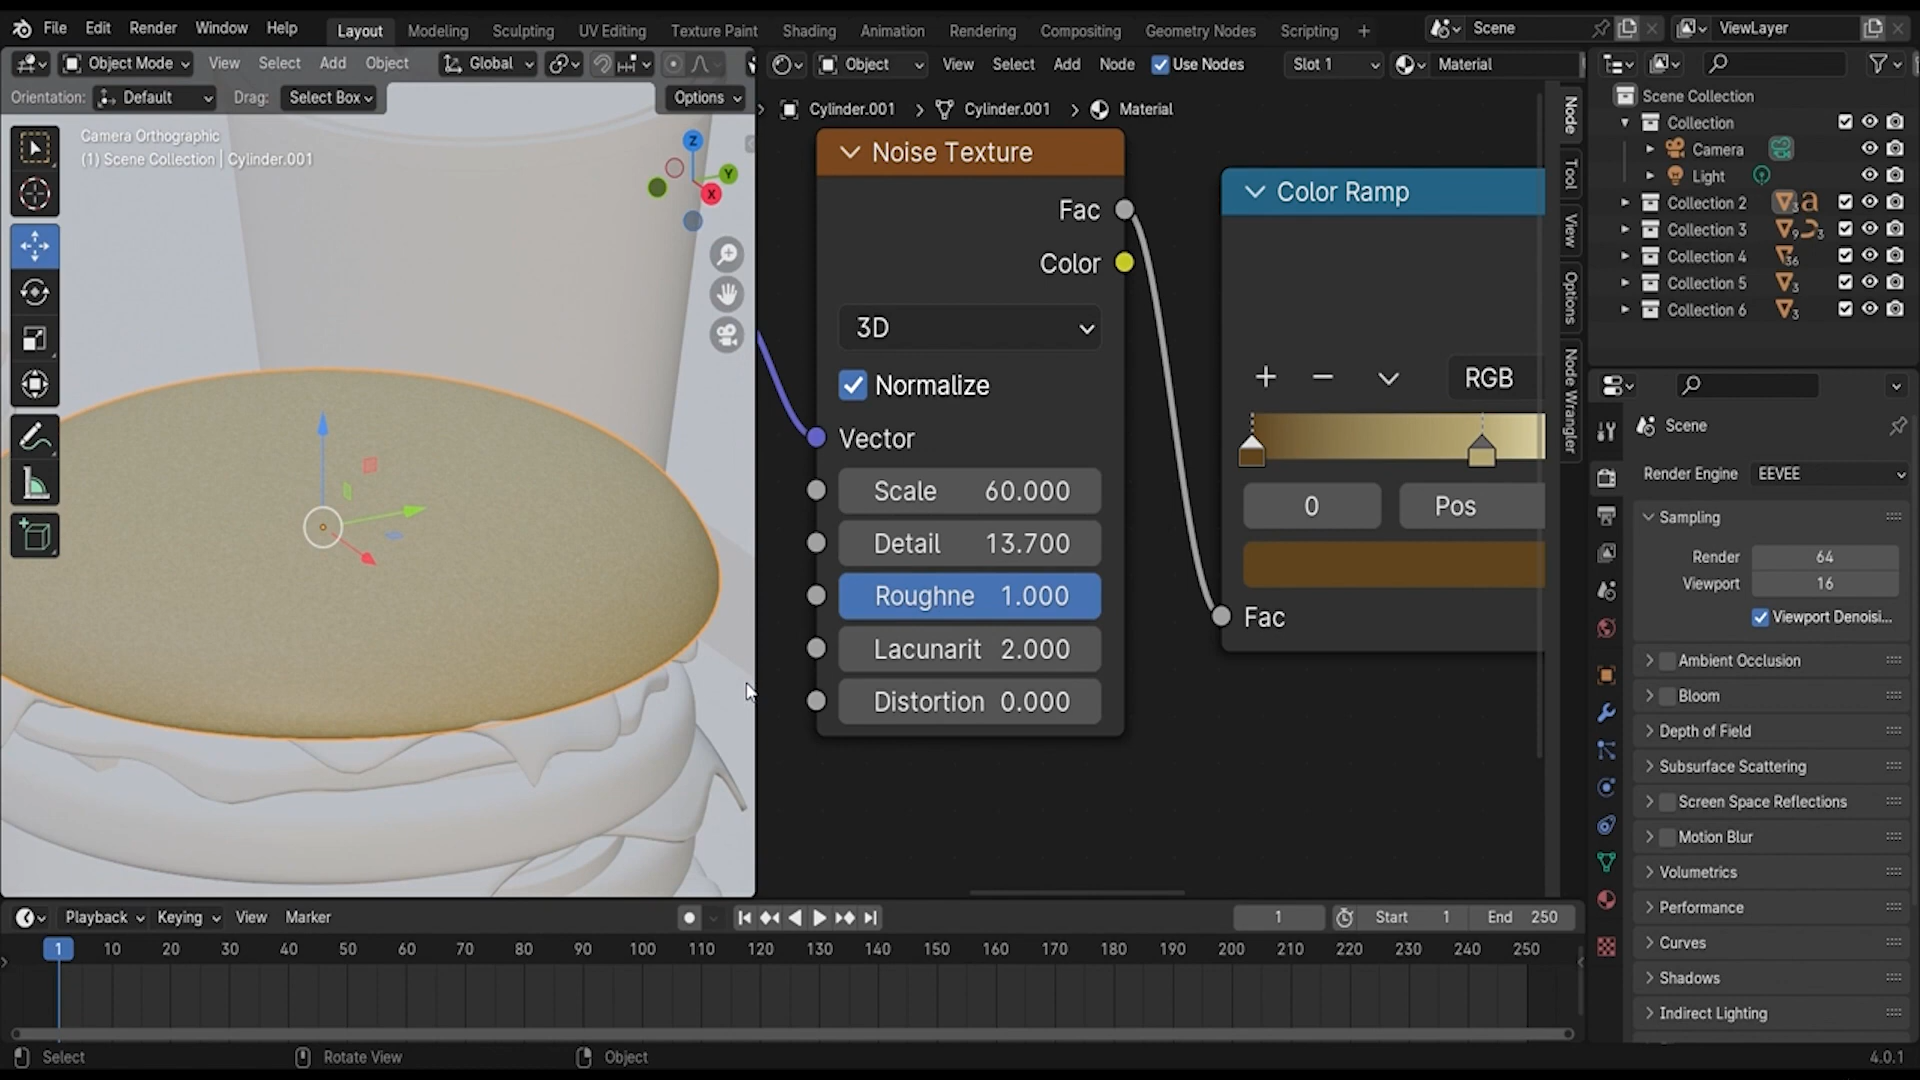 File Edit Render Window Help Layout Modeling Sculpting UV Editing Texture Paint Shading Animation Rendering Compositing Geometry Nodes Scripting + Scene ViewLayer
Object Mode View Select Add Object Global
Object View Select Add Node Use Nodes Slot 1 Material
Orientation: Default Drag: Select Box Options
Cylinder.001 > Cylinder.001 > Material
Camera Orthographic
(1) Scene Collection | Cylinder.001
Z
Y
X
Noise Texture
Fac
Color
3D
Normalize
Vector
Scale 60.000
Detail 13.700
Roughne 1.000
Lacunarit 2.000
Distortion 0.000
Color Ramp
RGB
0 Pos
Fac
Node
Tool
View
Options
Node Wrangler
Scene Collection
Collection
Camera
Light
Collection 2 3
Collection 3 9 3
Collection 4 36
Collection 5 3
Collection 6 3
Scene
Render Engine EEVEE
Sampling
Render 64
Viewport 16
Viewport Denoisi...
Ambient Occlusion
Bloom
Depth of Field
Subsurface Scattering
Screen Space Reflections
Motion Blur
Volumetrics
Performance
Curves
Shadows
Indirect Lighting
Playback Keying View Marker 1 Start 1 End 250
1 10 20 30 40 50 60 70 80 90 100 110 120 130 140 150 160 170 180 190 200 210 220 230 240 250
Select Rotate View Object 4.0.1